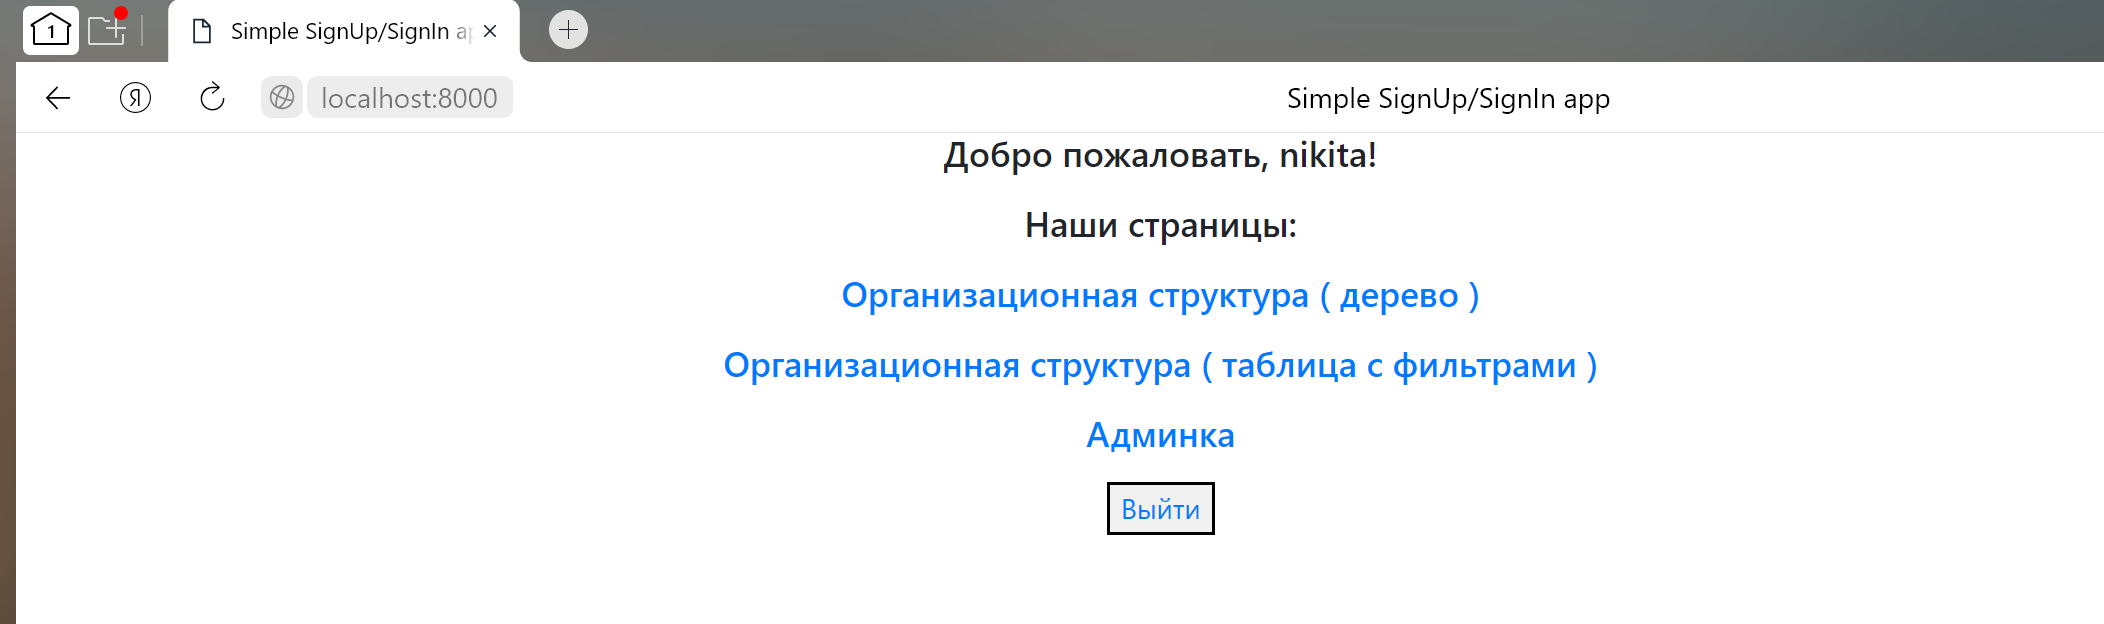 1
Simple SignUp/SignIn ap
Я
localhost:8000
Simple SignUp/SignIn app
Добро пожаловать, nikita!
Наши страницы:
Организационная структура ( дерево )
Организационная структура ( таблица с фильтрами )
Админка
Выйти